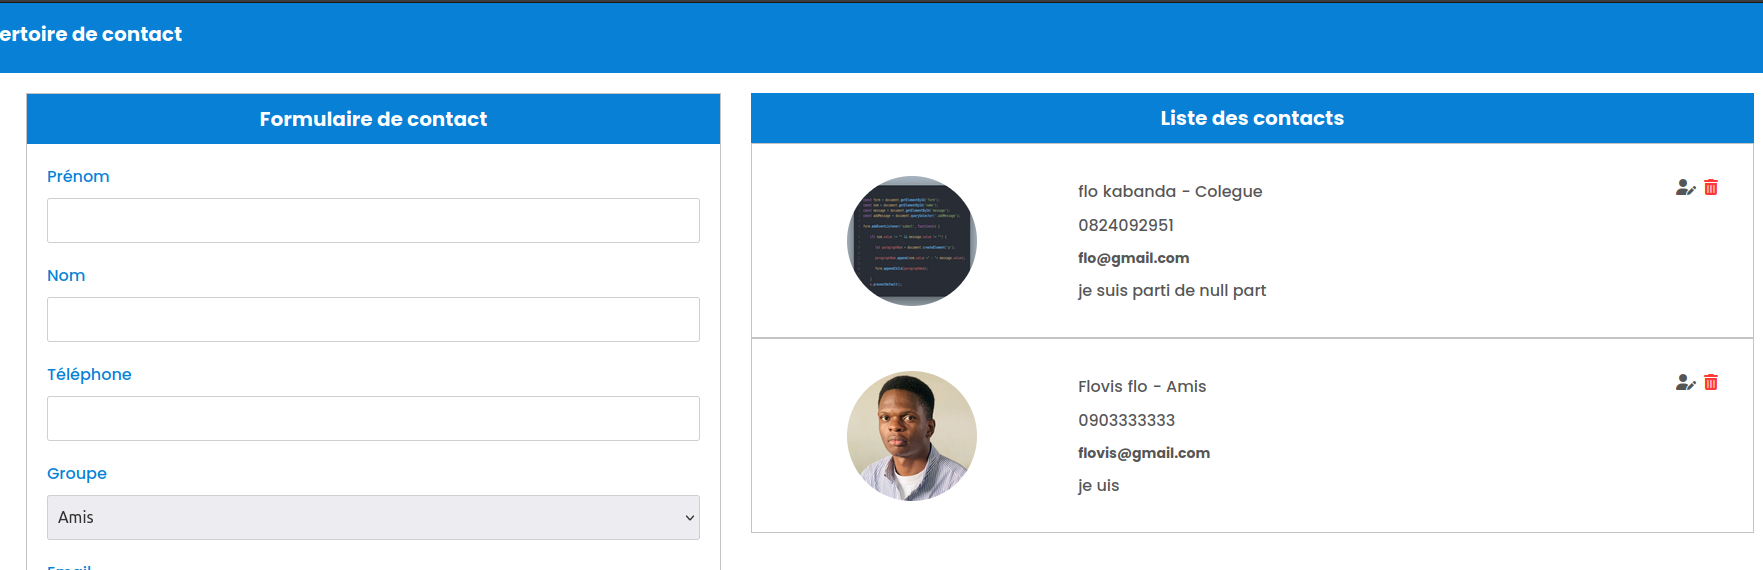 ertoire de contact
Formulaire de contact
Prénom
Nom
Téléphone
Groupe
Amis
Liste des contacts
flo kabanda - Colegue
0824092951
flo@gmail.com
je suis parti de null part
Flovis flo - Amis
0903333333
flovis@gmail.com
je uis